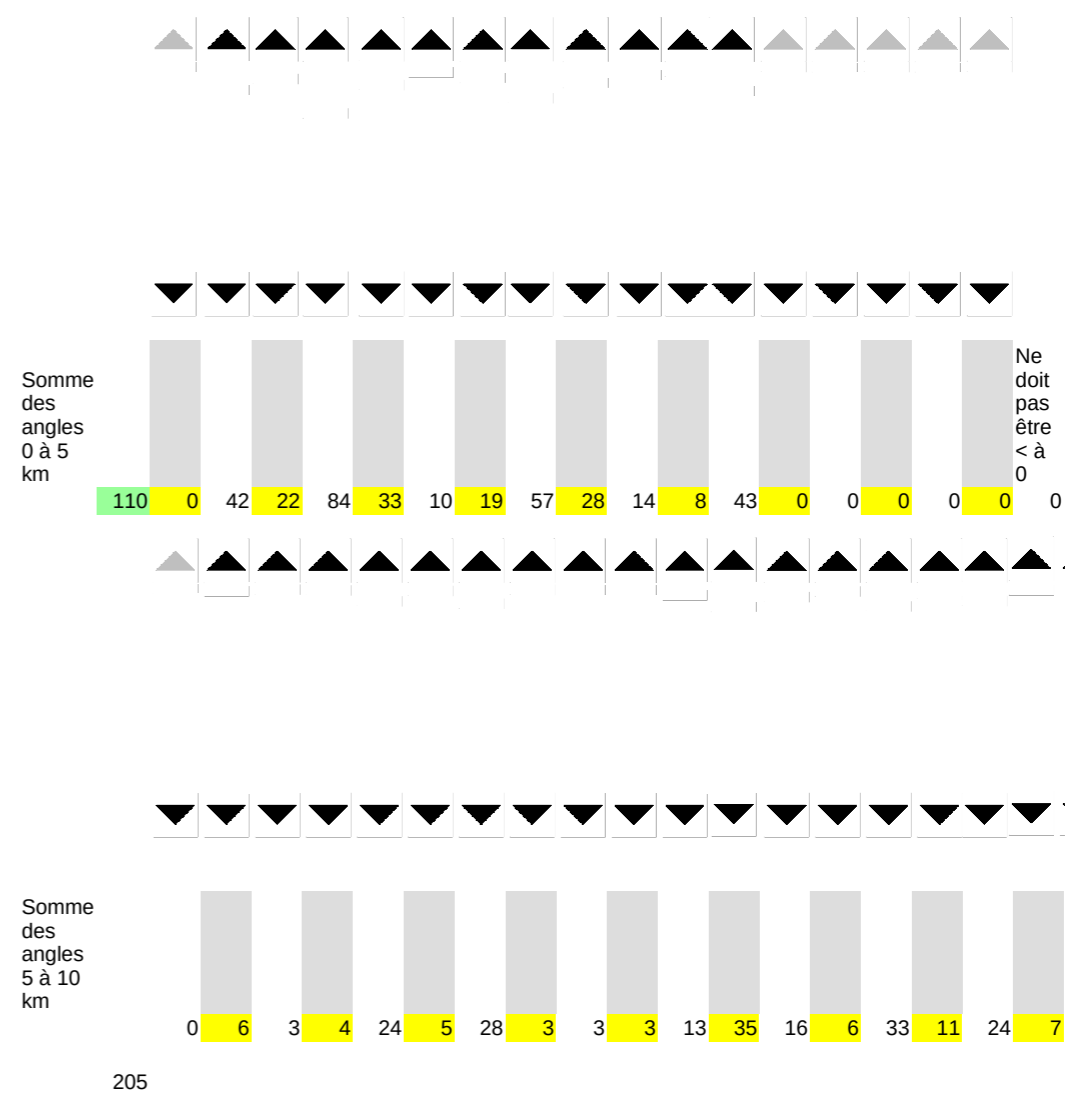 Somme
des
angles
0 à 5
km
Ne
doit
pas
être
< à
0
110 0 42 22 84 33 10 19 57 28 14 8 43 0 0 0 0 0 0
Somme
des
angles
5 à 10
km
0 6 3 4 24 5 28 3 3 3 13 35 16 6 33 11 24 7
205